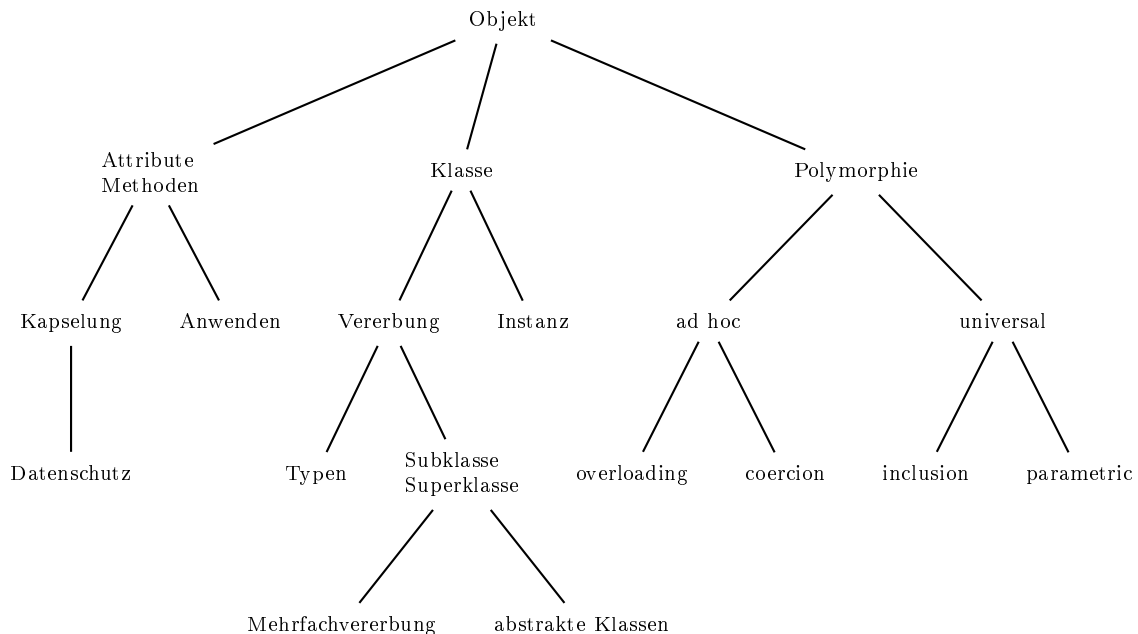 Objekt
Attribute
Methoden
Klasse
Polymorphie
Kapselung
Anwenden
Vererbung
Instanz
ad hoc
universal
Datenschutz
Typen
Subklasse
Superklasse
overloading
coercion
inclusion
parametric
Mehrfachvererbung
abstrakte Klassen